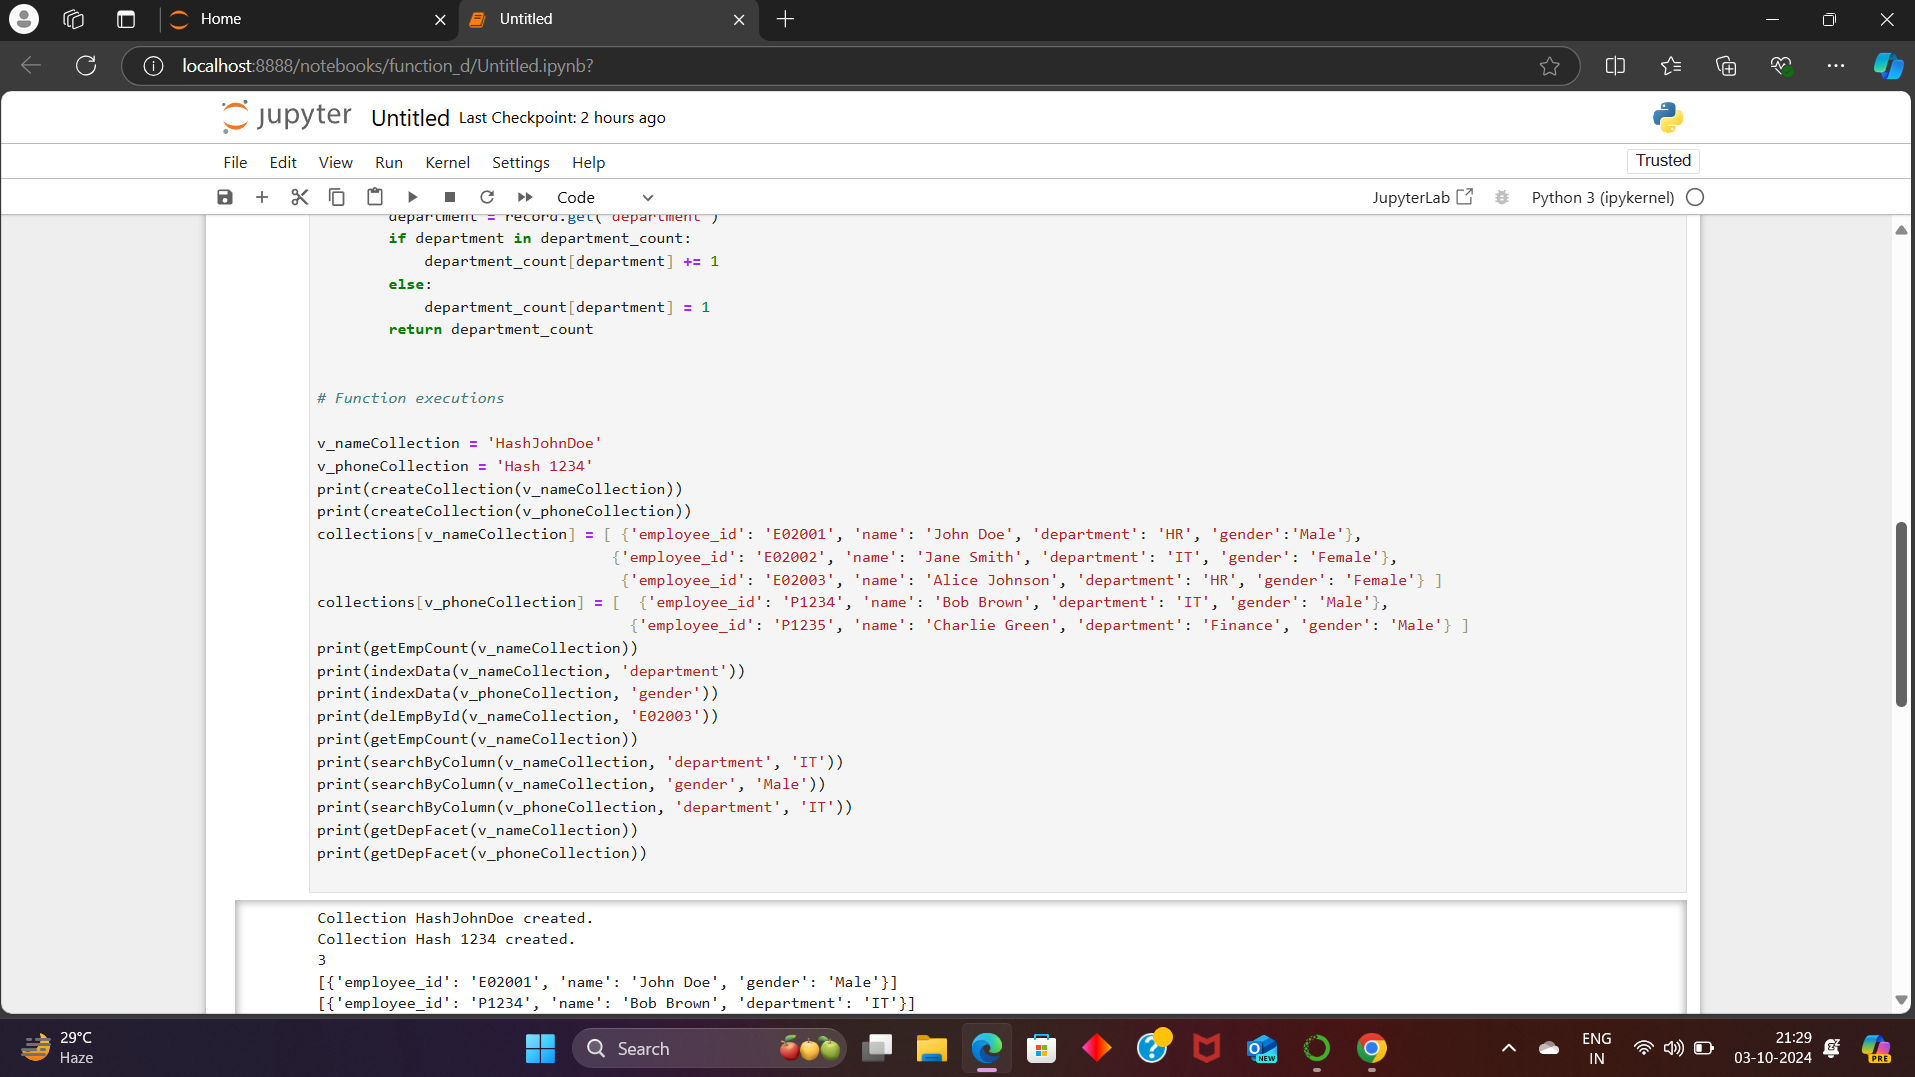 Home
Untitled
localhost:8888/notebooks/function_d/Untitled.ipynb?
jupyter Untitled Last Checkpoint: 2 hours ago
File Edit View Run Kernel Settings Help
Trusted
Code
JupyterLab
Python 3 (ipykernel)
department = record.get('department')
if department in department_count:
department_count[department] += 1
else:
department_count[department] = 1
return department_count
# Function executions
v_nameCollection = 'HashJohnDoe'
v_phoneCollection = 'Hash 1234'
print(createCollection(v_nameCollection))
print(createCollection(v_phoneCollection))
collections[v_nameCollection] = [ {'employee_id': 'E02001', 'name': 'John Doe', 'department': 'HR', 'gender':'Male'},
{'employee_id': 'E02002', 'name': 'Jane Smith', 'department': 'IT', 'gender': 'Female'},
{'employee_id': 'E02003', 'name': 'Alice Johnson', 'department': 'HR', 'gender': 'Female'} ]
collections[v_phoneCollection] = [  {'employee_id': 'P1234', 'name': 'Bob Brown', 'department': 'IT', 'gender': 'Male'},
{'employee_id': 'P1235', 'name': 'Charlie Green', 'department': 'Finance', 'gender': 'Male'} ]
print(getEmpCount(v_nameCollection))
print(indexData(v_nameCollection, 'department'))
print(indexData(v_phoneCollection, 'gender'))
print(delEmpById(v_nameCollection, 'E02003'))
print(getEmpCount(v_nameCollection))
print(searchByColumn(v_nameCollection, 'department', 'IT'))
print(searchByColumn(v_nameCollection, 'gender', 'Male'))
print(searchByColumn(v_phoneCollection, 'department', 'IT'))
print(getDepFacet(v_nameCollection))
print(getDepFacet(v_phoneCollection))
Collection HashJohnDoe created.
Collection Hash 1234 created.
3
[{'employee_id': 'E02001', 'name': 'John Doe', 'gender': 'Male'}]
[{'employee_id': 'P1234', 'name': 'Bob Brown', 'department': 'IT'}]
29°C
Haze
Search
NEW
ENG
IN
21:29
03-10-2024
PRE